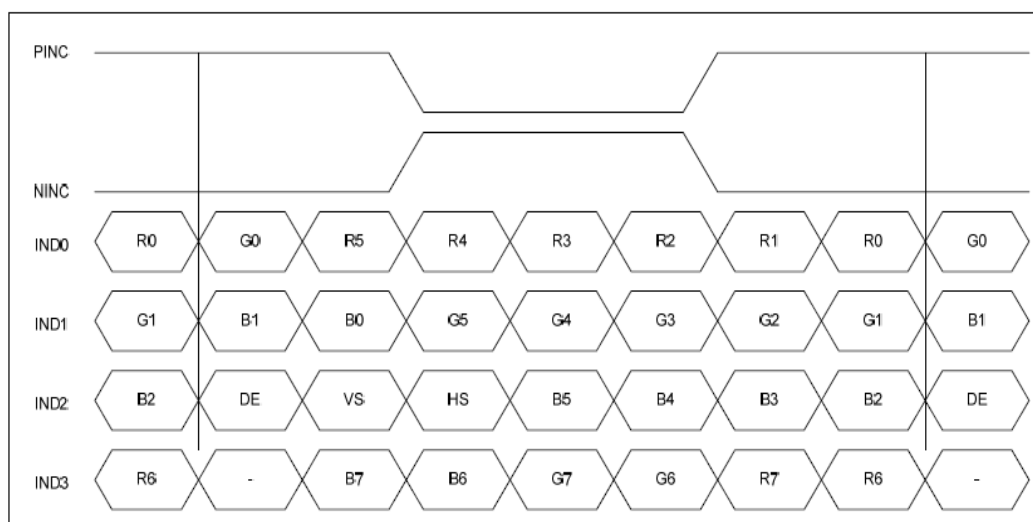 PINC
NINC
IND0 R0 G0 R5 R4 R3 R2 R1 R0 G0
IND1 G1 B1 B0 G5 G4 G3 G2 G1 B1
IND2 B2 DE VS HS B5 B4 B3 B2 DE
IND3 R6 - B7 B6 G7 G6 R7 R6 -